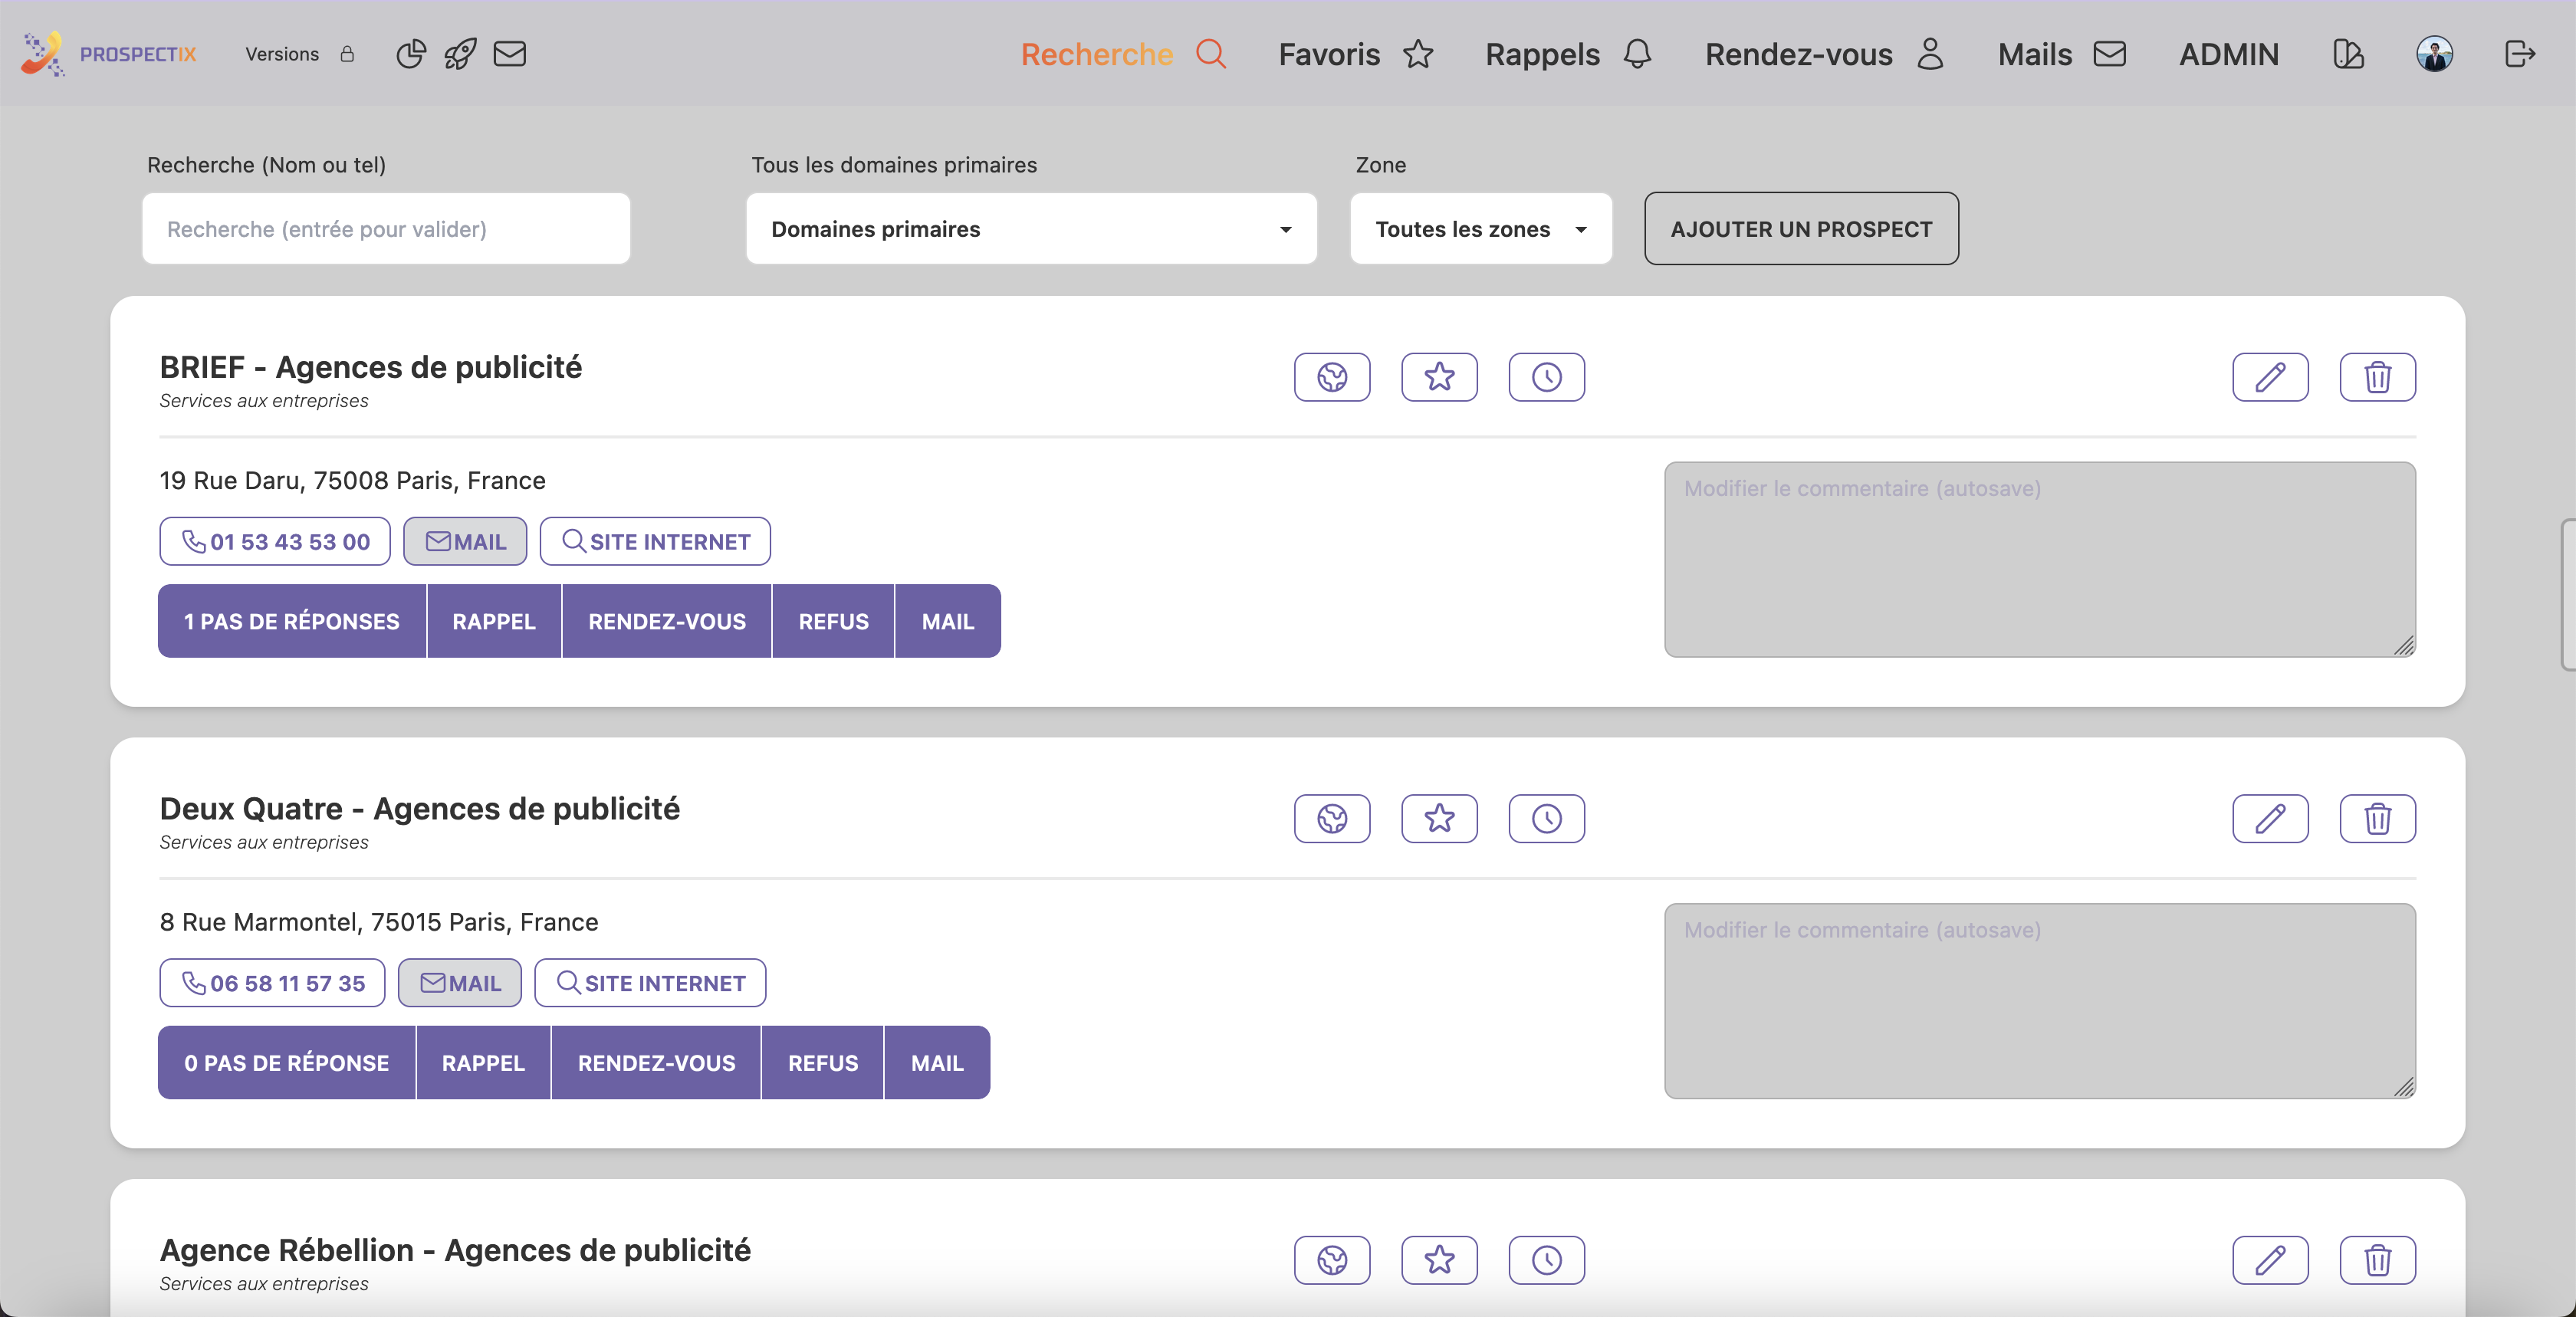 PROSPECTIX
Versions
Recherche
Favoris
Rappels
Rendez-vous
Mails
ADMIN
Recherche (Nom ou tel)
Tous les domaines primaires
Zone
Recherche (entrée pour valider)
Domaines primaires
Toutes les zones
AJOUTER UN PROSPECT
BRIEF - Agences de publicité
Services aux entreprises
19 Rue Daru, 75008 Paris, France
Modifier le commentaire (autosave)
01 53 43 53 00
MAIL
SITE INTERNET
1 PAS DE RÉPONSES
RAPPEL
RENDEZ-VOUS
REFUS
MAIL
Deux Quatre - Agences de publicité
Services aux entreprises
8 Rue Marmontel, 75015 Paris, France
Modifier le commentaire (autosave)
06 58 11 57 35
MAIL
SITE INTERNET
0 PAS DE RÉPONSE
RAPPEL
RENDEZ-VOUS
REFUS
MAIL
Agence Rébellion - Agences de publicité
Services aux entreprises